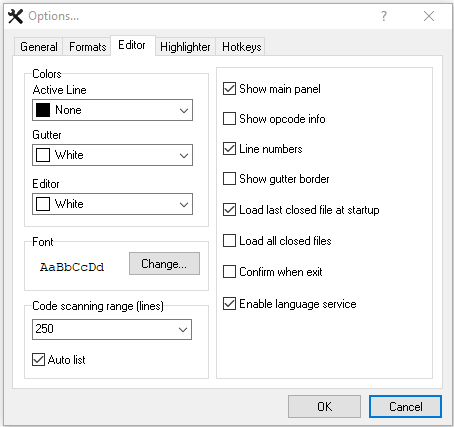 Options...
?
General Formats Editor Highlighter Hotkeys
Colors
Active Line
None
Gutter
White
Editor
White
Font
AaBbCcDd
Change...
Code scanning range (lines)
250
Auto list
Show main panel
Show opcode info
Line numbers
Show gutter border
Load last closed file at startup
Load all closed files
Confirm when exit
Enable language service
OK Cancel